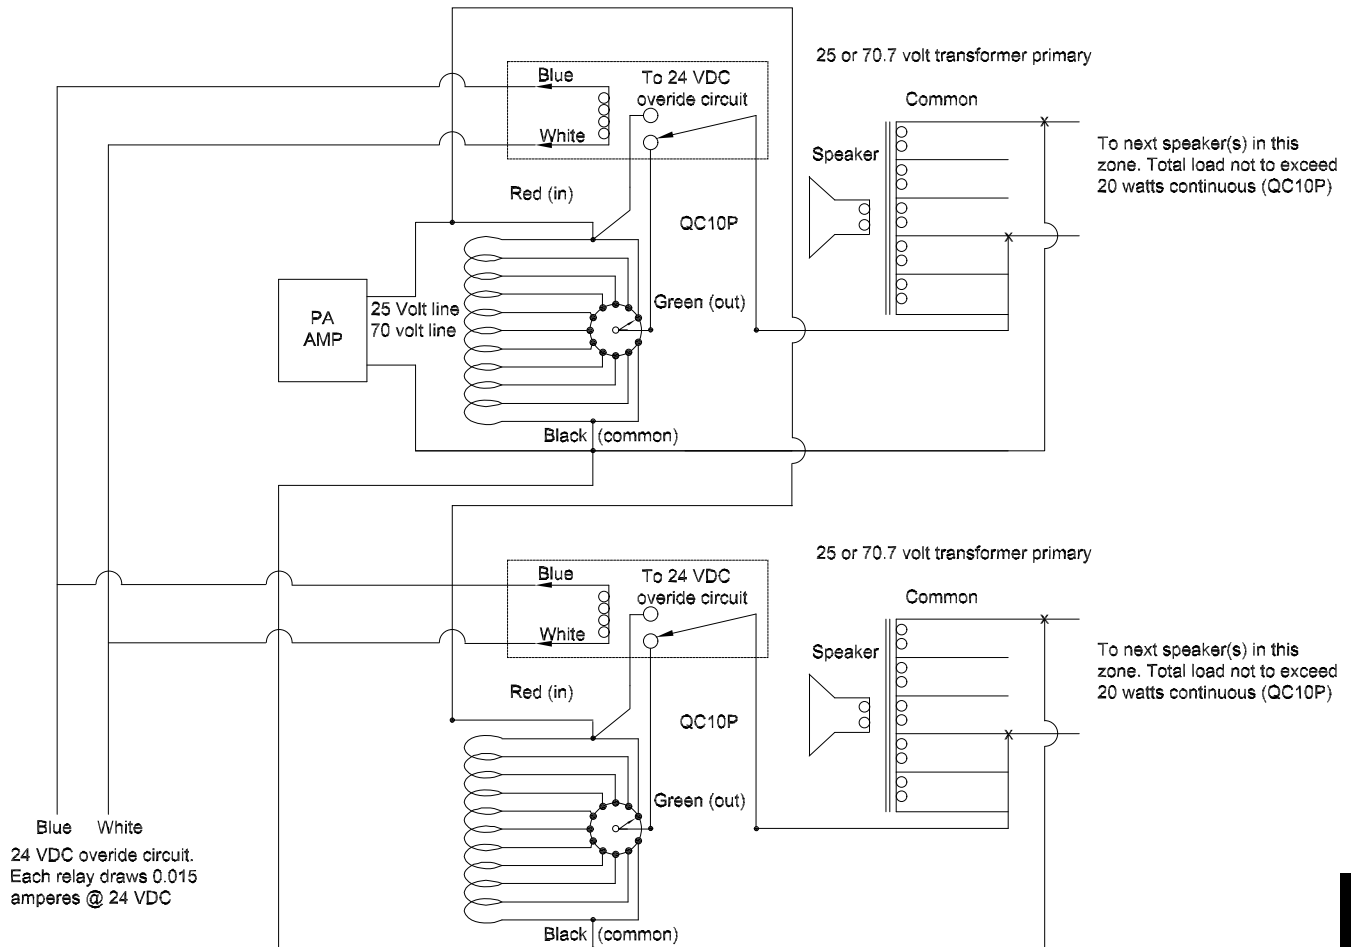 25 or 70.7 volt transformer primary
Blue
To 24 VDC
overide circuit
Common
White
To next speaker(s) in this
zone. Total load not to exceed
20 watts continuous (QC10P)
Speaker
Red (in)
QC10P
Green (out)
25 Volt line
70 volt line
PA
AMP
Black (common)
25 or 70.7 volt transformer primary
Blue
To 24 VDC
overide circuit
Common
White
To next speaker(s) in this
zone. Total load not to exceed
20 watts continuous (QC10P)
Speaker
Red (in)
QC10P
Green (out)
Blue White
24 VDC overide circuit.
Each relay draws 0.015
amperes @ 24 VDC
Black (common)